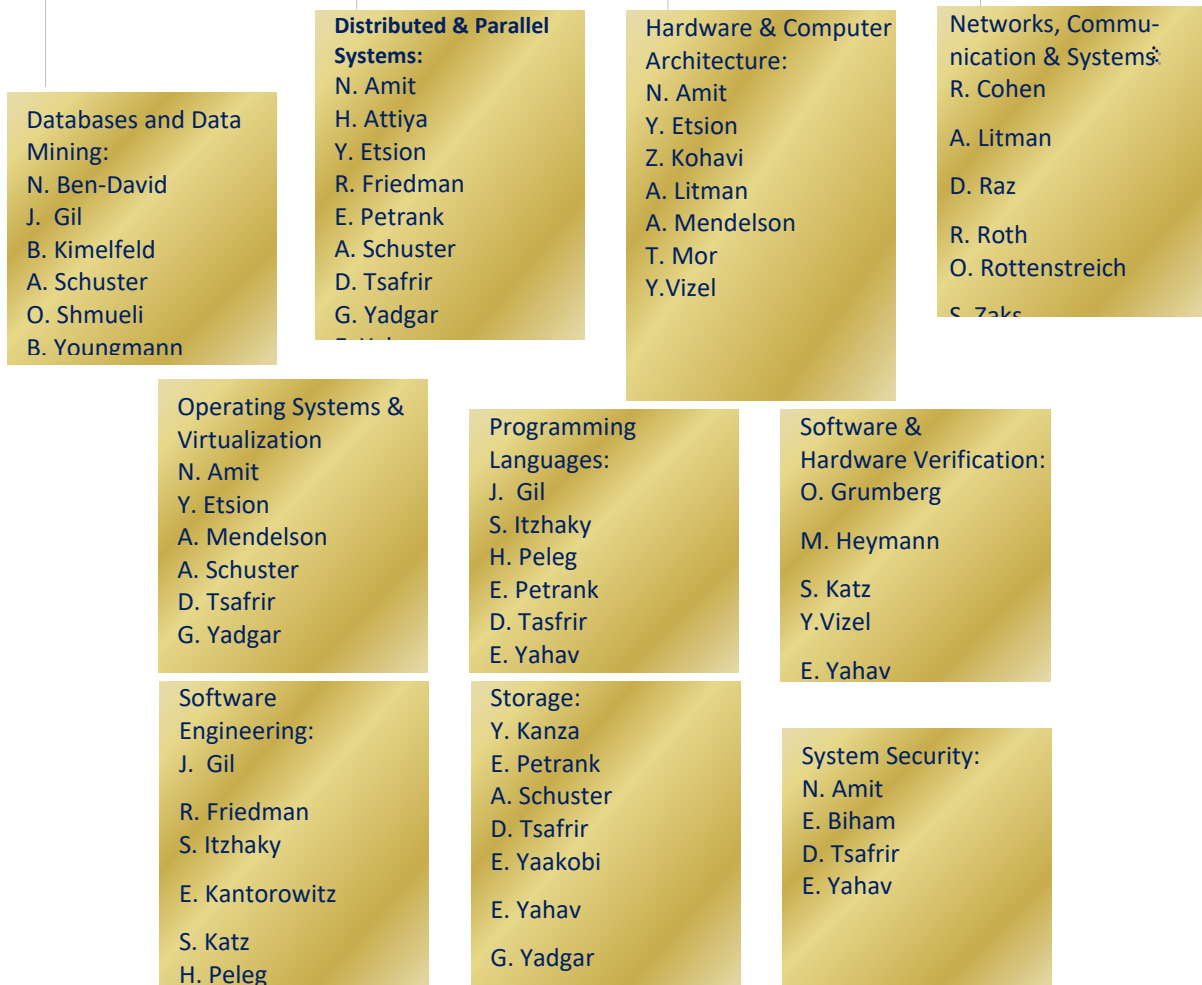 Databases and Data
Mining:
N. Ben-David
J. Gil
B. Kimelfeld
A. Schuster
O. Shmueli
B. Youngmann
Distributed & Parallel
Systems:
N. Amit
H. Attiya
Y. Etsion
R. Friedman
E. Petrank
A. Schuster
D. Tsafrir
G. Yadgar
Hardware & Computer
Architecture:
N. Amit
Y. Etsion
Z. Kohavi
A. Litman
A. Mendelson
T. Mor
Y.Vizel
Networks, Commu-
nication & Systems:
R. Cohen
A. Litman
D. Raz
R. Roth
O. Rottenstreich
S. Zaks
Operating Systems &
Virtualization
N. Amit
Y. Etsion
A. Mendelson
A. Schuster
D. Tsafrir
G. Yadgar
Programming
Languages:
J. Gil
S. Itzhaky
H. Peleg
E. Petrank
D. Tasfrir
E. Yahav
Software &
Hardware Verification:
O. Grumberg
M. Heymann
S. Katz
Y.Vizel
E. Yahav
Software
Engineering:
J. Gil
R. Friedman
S. Itzhaky
E. Kantorowitz
S. Katz
H. Peleg
Storage:
Y. Kanza
E. Petrank
A. Schuster
D. Tsafrir
E. Yaakobi
E. Yahav
G. Yadgar
System Security:
N. Amit
E. Biham
D. Tsafrir
E. Yahav